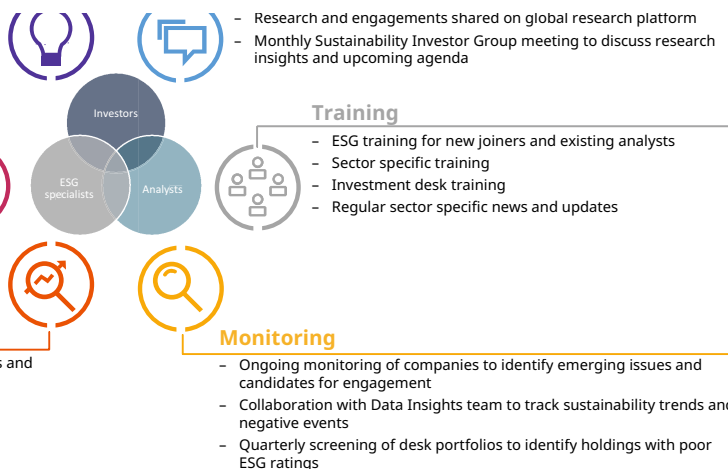 – Research and engagements shared on global research platform
– Monthly Sustainability Investor Group meeting to discuss research
insights and upcoming agenda
Investors
ESG
specialists
Analysts
Training
– ESG training for new joiners and existing analysts
– Sector specific training
– Investment desk training
– Regular sector specific news and updates
Monitoring
s and
– Ongoing monitoring of companies to identify emerging issues and
candidates for engagement
– Collaboration with Data Insights team to track sustainability trends and
negative events
– Quarterly screening of desk portfolios to identify holdings with poor
ESG ratings